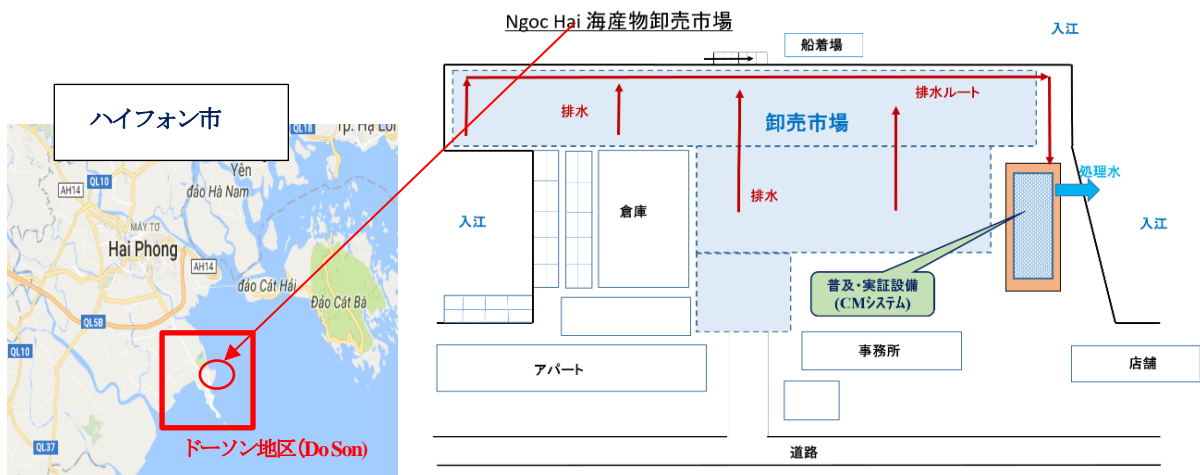 Ngoc Hai 海産物卸売市場
ハイフォン市
QL10
QL18
Tp. Hạ Lon
Yên
AH14
đảo Hà Nam
QL10
MÁY TƠ
Hai Phong
AH14
đảo Cát Hải
Đảo Cát Bà
QL5B
QL10
QL37
ドーソン地区(Do Son)
船着場
入江
排水
排水ルート
卸売市場
処理水
入江
倉庫
排水
入江
普及・実証設備
(CMシステム)
アパート
事務所
店舗
道路